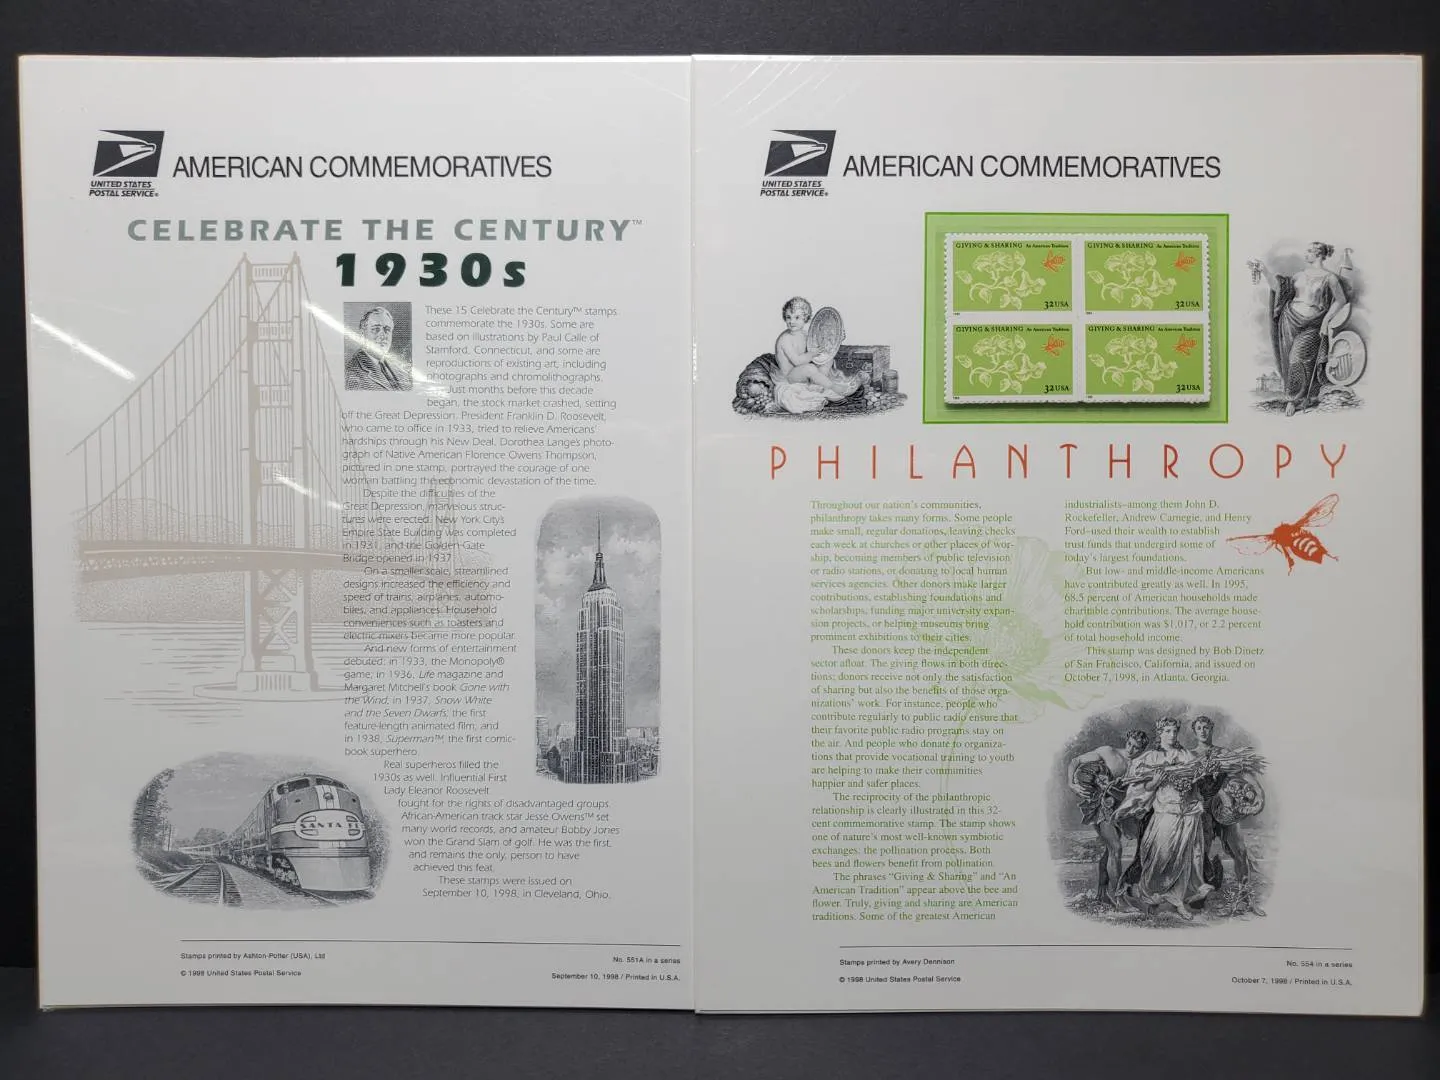 UNITED STATES
POSTAL SERVICE®
AMERICAN COMMEMORATIVES
CELEBRATE THE CENTURY™
1930s
These 15 Celebrate the Century™ stamps
commemorate the 1930s. Some are
based on illustrations by Paul Calle of
Stamford, Connecticut, and some are
reproductions of existing art, including
photographs and chromolithographs.
Just months before this decade
began, the stock market crashed, setting
off the Great Depression. President Franklin D. Roosevelt,
who came to office in 1933, tried to relieve Americans'
hardships through his New Deal. Dorothea Lange's photo-
graph of Native American Florence Owens Thompson,
pictured in one stamp, portrayed the courage of one
woman battling the economic devastation of the time.
Despite the difficulties of the
Great Depression, marvelous struc-
tures were erected. New York City's
Empire State Building was completed
in 1931, and the Golden Gate
Bridge opened in 1937.
On a smaller scale, streamlined
designs increased the efficiency and
speed of trains, airplanes, automo-
biles, and appliances. Household
conveniences such as toasters and
electric mixers became more popular.
And new forms of entertainment
debuted: in 1933, the Monopoly®
game; in 1936, Life magazine and
Margaret Mitchell's book Gone with
the Wind; in 1937, Snow White
and the Seven Dwarfs, the first
feature-length animated film; and
in 1938, Superman™, the first comic-
book superhero.
Real superheros filled the
1930s as well. Influential First
Lady Eleanor Roosevelt
fought for the rights of disadvantaged groups.
African-American track star Jesse Owens™ set
many world records, and amateur Bobby Jones
won the Grand Slam of golf. He was the first,
and remains the only, person to have
achieved this feat.
These stamps were issued on
September 10, 1998, in Cleveland, Ohio.
SANTA FE
Stamps printed by Ashton-Potter (USA), Ltd
© 1998 United States Postal Service
No. 551A in a series
September 10, 1998 / Printed in U.S.A.
UNITED STATES
POSTAL SERVICE®
AMERICAN COMMEMORATIVES
GIVING & SHARING An American Tradition
32USA
1998
GIVING & SHARING An American Tradition
32USA
1998
GIVING & SHARING An American Tradition
32USA
1998
GIVING & SHARING An American Tradition
32USA
1998
PHILANTHROPY
Throughout our nation's communities,
philanthropy takes many forms. Some people
make small, regular donations, leaving checks
each week at churches or other places of wor-
ship, becoming members of public television
or radio stations, or donating to local human
services agencies. Other donors make larger
contributions, establishing foundations and
scholarships, funding major university expan-
sion projects, or helping museums bring
prominent exhibitions to their cities.
These donors keep the independent
sector afloat. The giving flows in both direc-
tions; donors receive not only the satisfaction
of sharing but also the benefits of those orga-
nizations' work. For instance, people who
contribute regularly to public radio ensure that
their favorite public radio programs stay on
the air. And people who donate to organiza-
tions that provide vocational training to youth
are helping to make their communities
happier and safer places.
The reciprocity of the philanthropic
relationship is clearly illustrated in this 32-
cent commemorative stamp. The stamp shows
one of nature's most well-known symbiotic
exchanges: the pollination process. Both
bees and flowers benefit from pollination.
The phrases "Giving & Sharing" and "An
American Tradition" appear above the bee and
flower. Truly, giving and sharing are American
traditions. Some of the greatest American
industrialists–among them John D.
Rockefeller, Andrew Carnegie, and Henry
Ford–used their wealth to establish
trust funds that undergird some of
today's largest foundations.
But low- and middle-income Americans
have contributed greatly as well. In 1995,
68.5 percent of American households made
charitible contributions. The average house-
hold contribution was $1,017, or 2.2 percent
of total household income.
This stamp was designed by Bob Dinetz
of San Francisco, California, and issued on
October 7, 1998, in Atlanta, Georgia.
Stamps printed by Avery Dennison
© 1998 United States Postal Service
No. 554 in a series
October 7, 1998 / Printed in U.S.A.